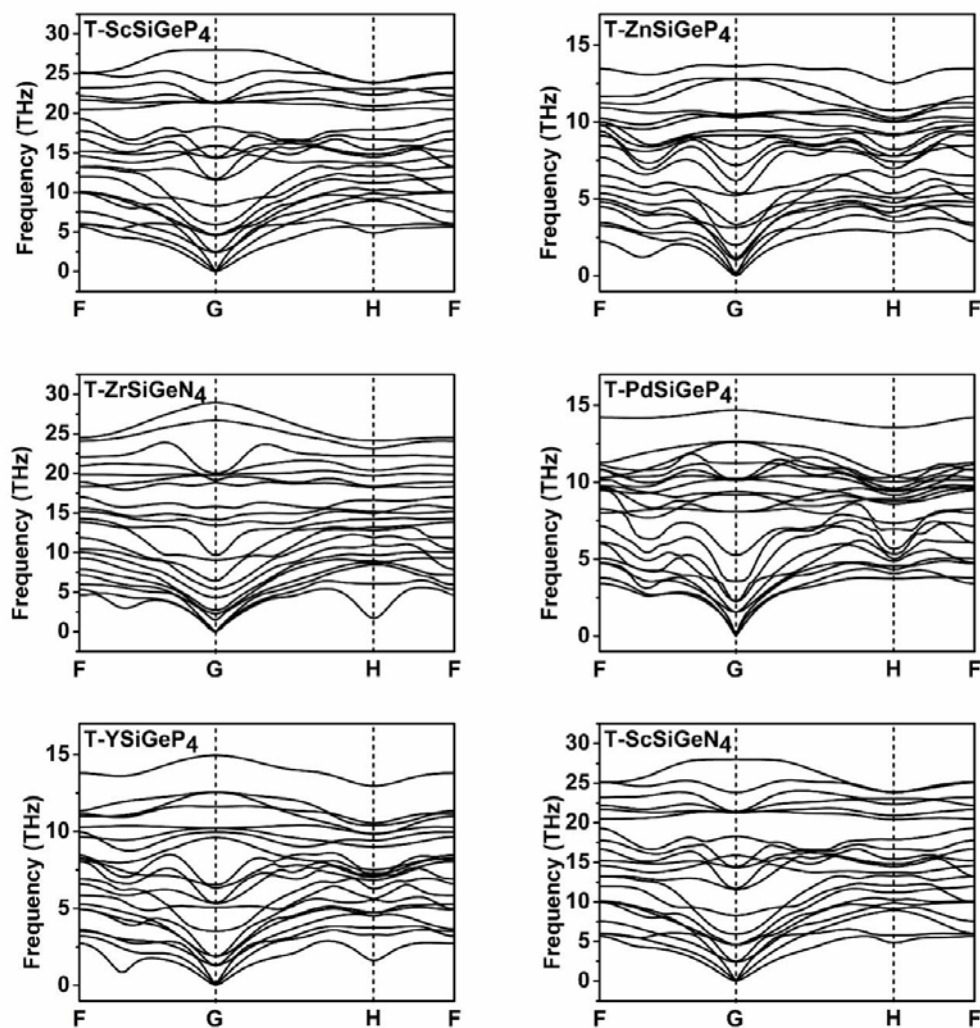 T-ScSiGeP4
Frequency (THz)
30
25
20
15
10
5
0
F G H F
T-ZnSiGeP4
Frequency (THz)
15
10
5
0
F G H F
T-ZrSiGeN4
Frequency (THz)
30
25
20
15
10
5
0
F G H F
T-PdSiGeP4
Frequency (THz)
15
10
5
0
F G H F
T-YSiGeP4
Frequency (THz)
15
10
5
0
F G H F
T-ScSiGeN4
Frequency (THz)
30
25
20
15
10
5
0
F G H F